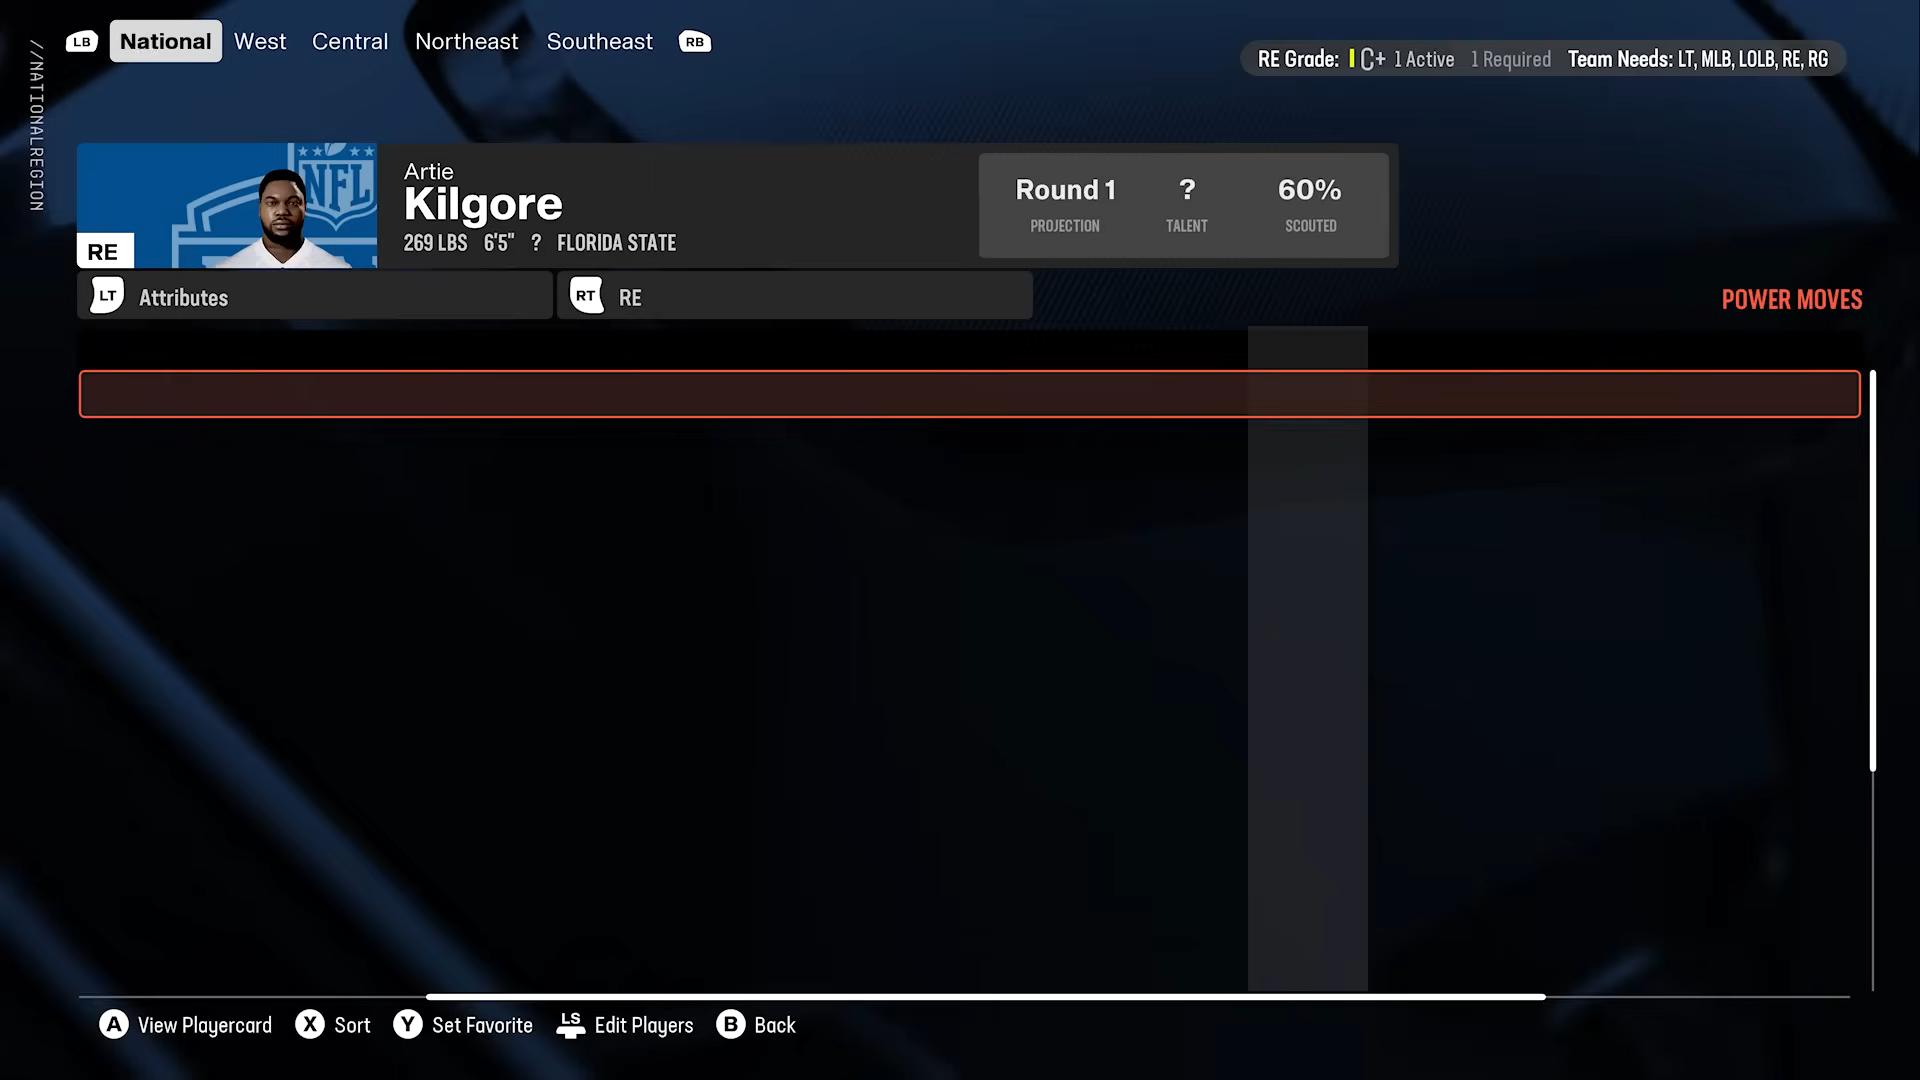 LB National West Central Northeast Southeast RB
RE Grade: C+ 1 Active 1 Required Team Needs: LT, MLB, LOLB, RE, RG
//NATIONALREGION
NFL
RE
Artie
Kilgore
269 LBS 6'5" ? FLORIDA STATE
Round 1 ? 60%
PROJECTION TALENT SCOUTED
LT Attributes RT RE
POWER MOVES
A View Playercard X Sort Y Set Favorite LS Edit Players B Back